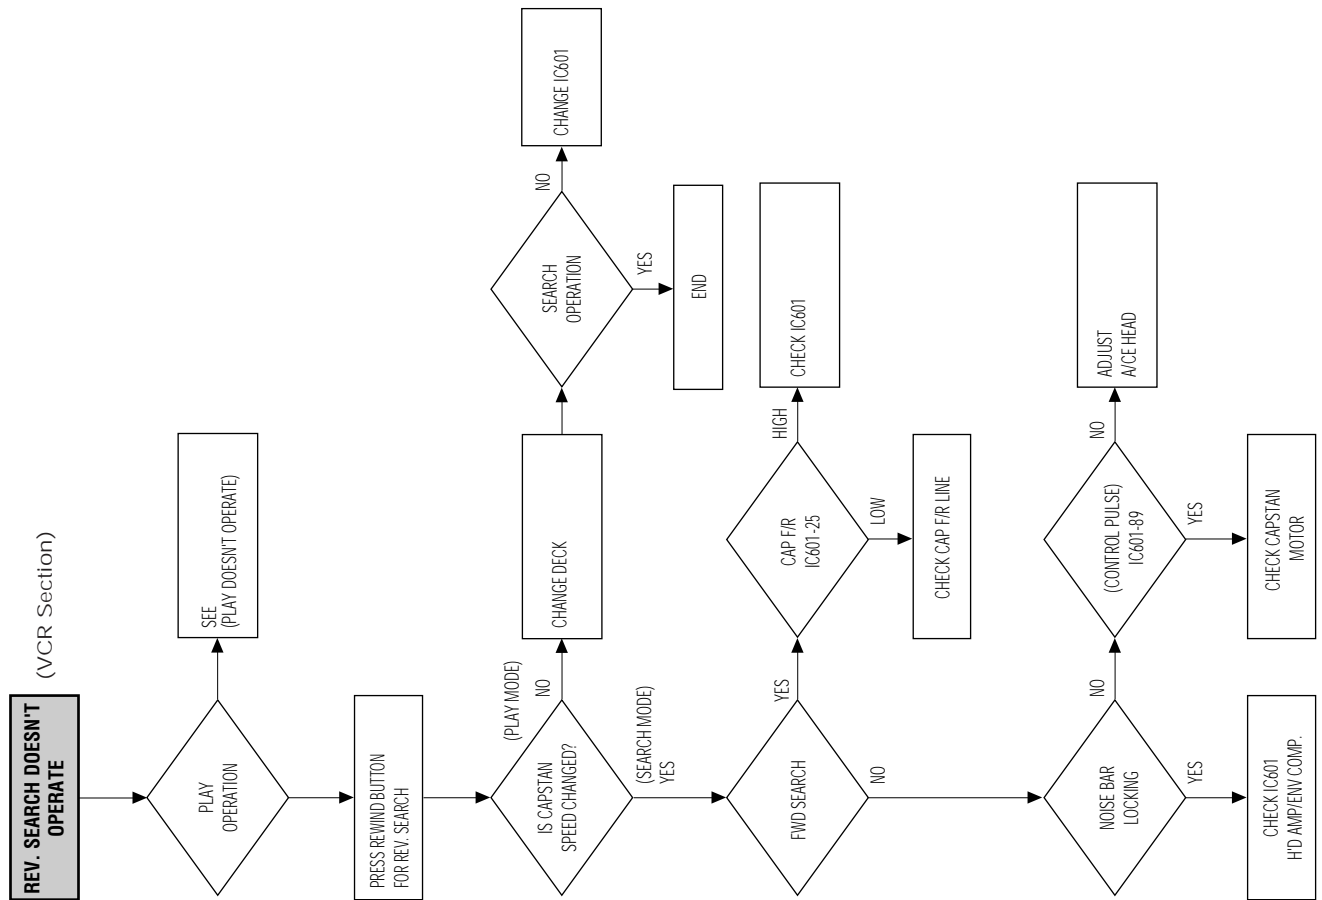 REV. SEARCH DOESN'T
OPERATE
(VCR Section)
PLAY
OPERATION
SEE
(PLAY DOESN'T OPERATE)
PRESS REWIND BUTTON
FOR REV. SEARCH
IS CAPSTAN
SPEED CHANGED?
(PLAY MODE)
NO
CHANGE DECK
SEARCH
OPERATION
NO
CHANGE IC601
YES
END
(SEARCH MODE)
YES
FWD SEARCH
YES
CAP F/R
IC601-25
HIGH
CHECK IC601
LOW
CHECK CAP F/R LINE
NO
NOISE BAR
LOCKING
NO
(CONTROL PULSE)
IC601-89
NO
ADJUST
A/CE HEAD
YES
CHECK CAPSTAN
MOTOR
YES
CHECK IC601
H'D AMP/ENV COMP.